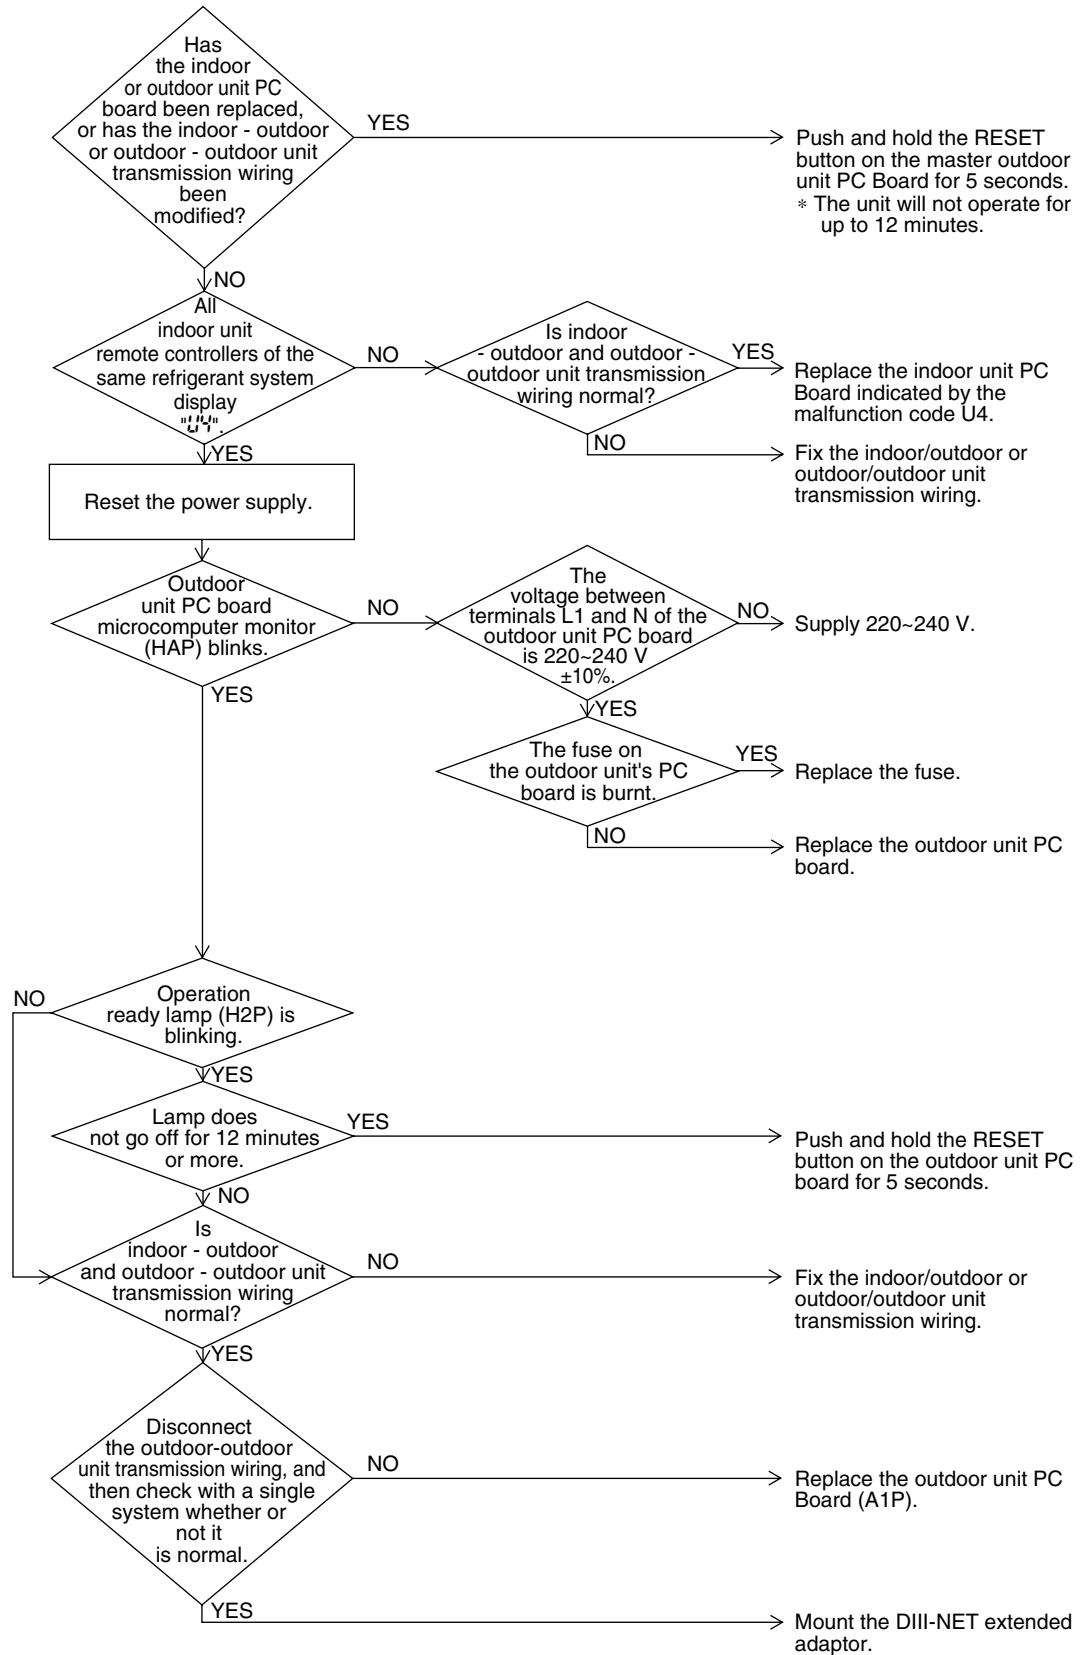 Has
the indoor
or outdoor unit PC
board been replaced,
or has the indoor - outdoor
or outdoor - outdoor unit
transmission wiring
been
modified?
YES
Push and hold the RESET
button on the master outdoor
unit PC Board for 5 seconds.
* The unit will not operate for
up to 12 minutes.
NO
All
indoor unit
remote controllers of the
same refrigerant system
display
"U4".
NO
Is indoor
- outdoor and outdoor -
outdoor unit transmission
wiring normal?
YES
Replace the indoor unit PC
Board indicated by the
malfunction code U4.
NO
Fix the indoor/outdoor or
outdoor/outdoor unit
transmission wiring.
YES
Reset the power supply.
Outdoor
unit PC board
microcomputer monitor
(HAP) blinks.
NO
The
voltage between
terminals L1 and N of the
outdoor unit PC board
is 220~240 V
±10%.
NO
Supply 220~240 V.
YES
The fuse on
the outdoor unit's PC
board is burnt.
YES
Replace the fuse.
NO
Replace the outdoor unit PC
board.
YES
Operation
ready lamp (H2P) is
blinking.
NO
YES
Lamp does
not go off for 12 minutes
or more.
YES
Push and hold the RESET
button on the outdoor unit PC
board for 5 seconds.
NO
Is
indoor - outdoor
and outdoor - outdoor unit
transmission wiring
normal?
NO
Fix the indoor/outdoor or
outdoor/outdoor unit
transmission wiring.
YES
Disconnect
the outdoor-outdoor
unit transmission wiring, and
then check with a single
system whether or
not it
is normal.
NO
Replace the outdoor unit PC
Board (A1P).
YES
Mount the DIII-NET extended
adaptor.